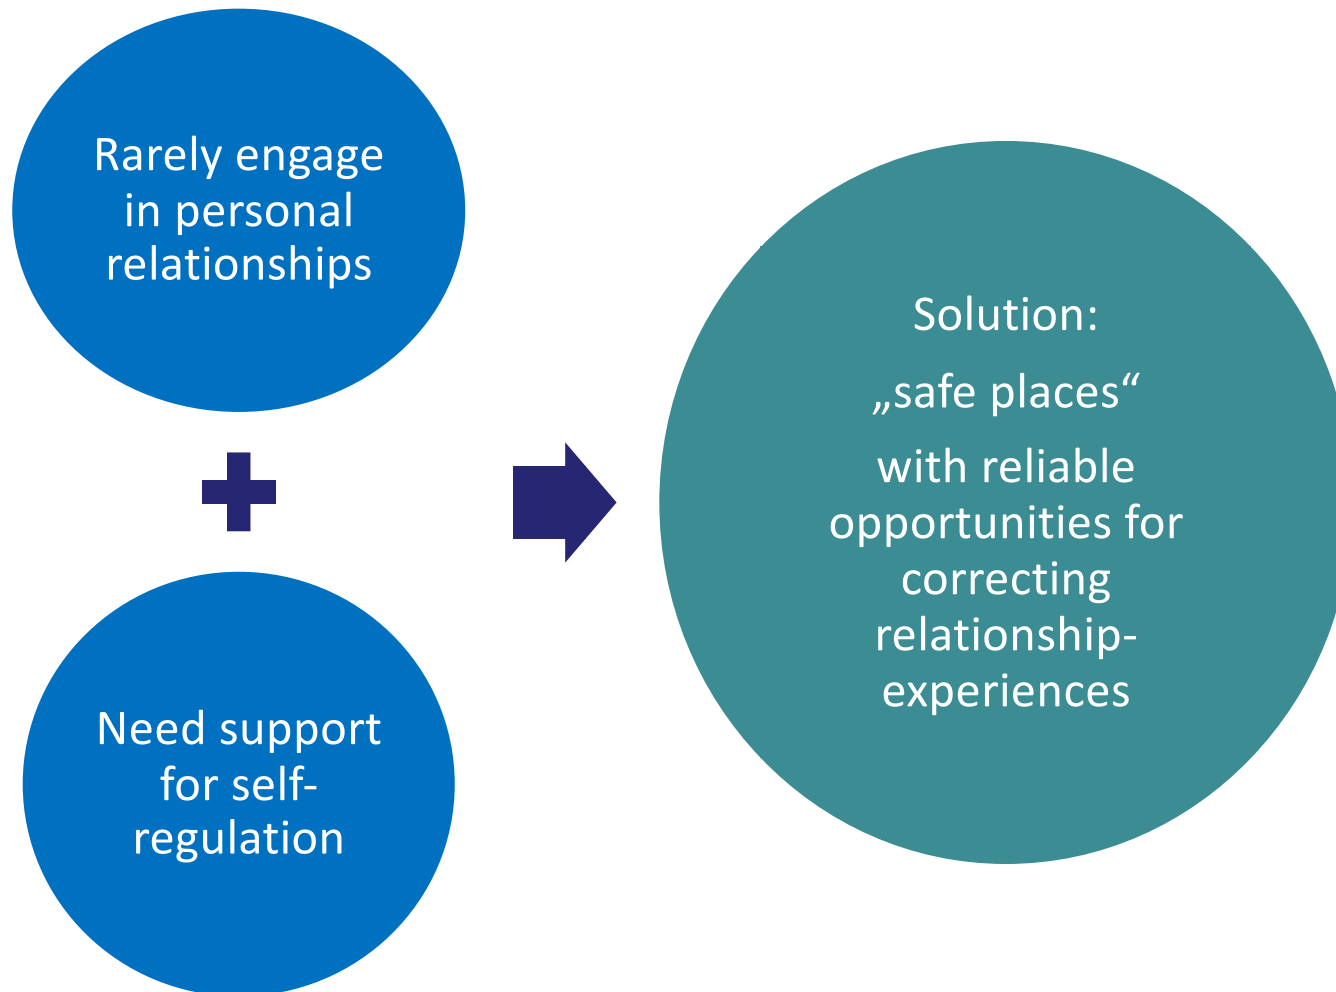 Rarely engage
in personal
relationships
Need support
for self-
regulation
Solution:
„safe places“
with reliable
opportunities for
correcting
relationship-
experiences